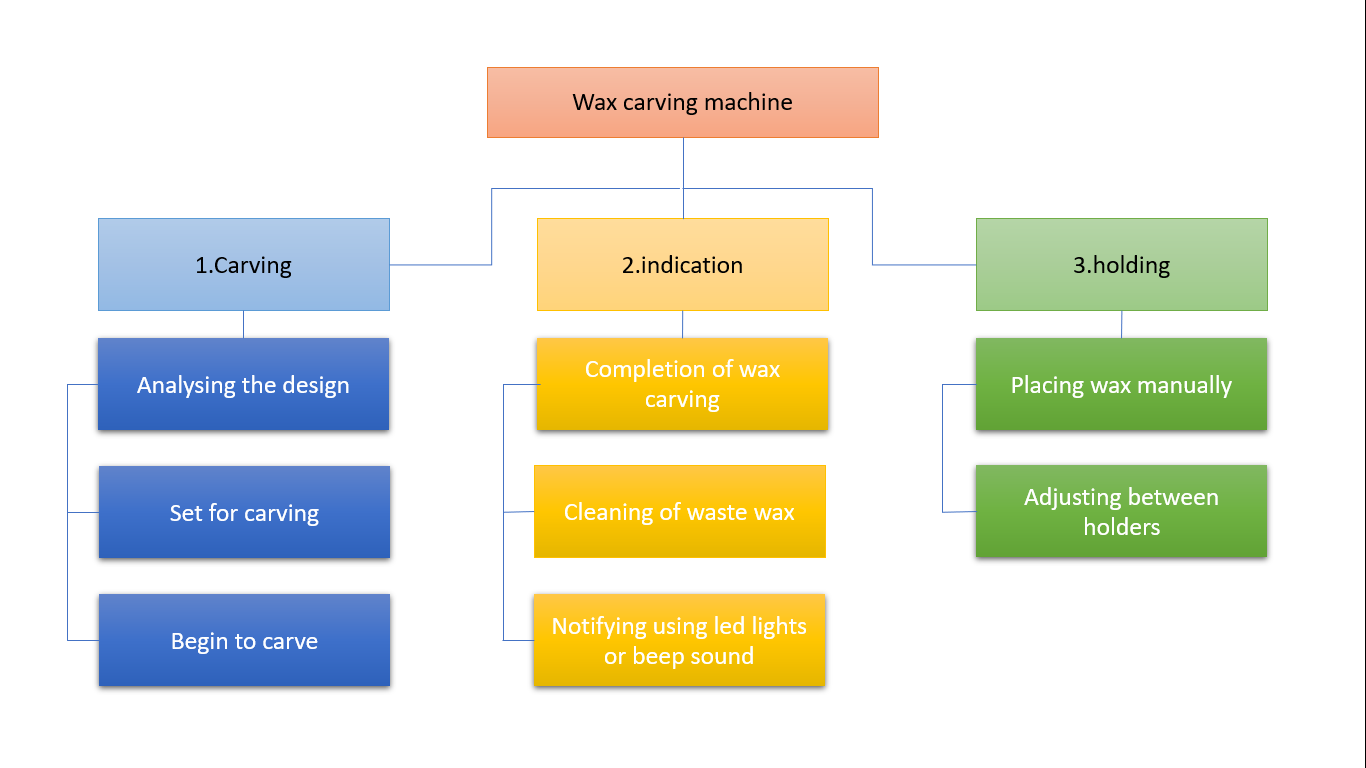 Wax carving machine
1.Carving
2.indication
3.holding
Analysing the design
Completion of wax
carving
Placing wax manually
Set for carving
Cleaning of waste wax
Adjusting between
holders
Begin to carve
Notifying using led lights
or beep sound